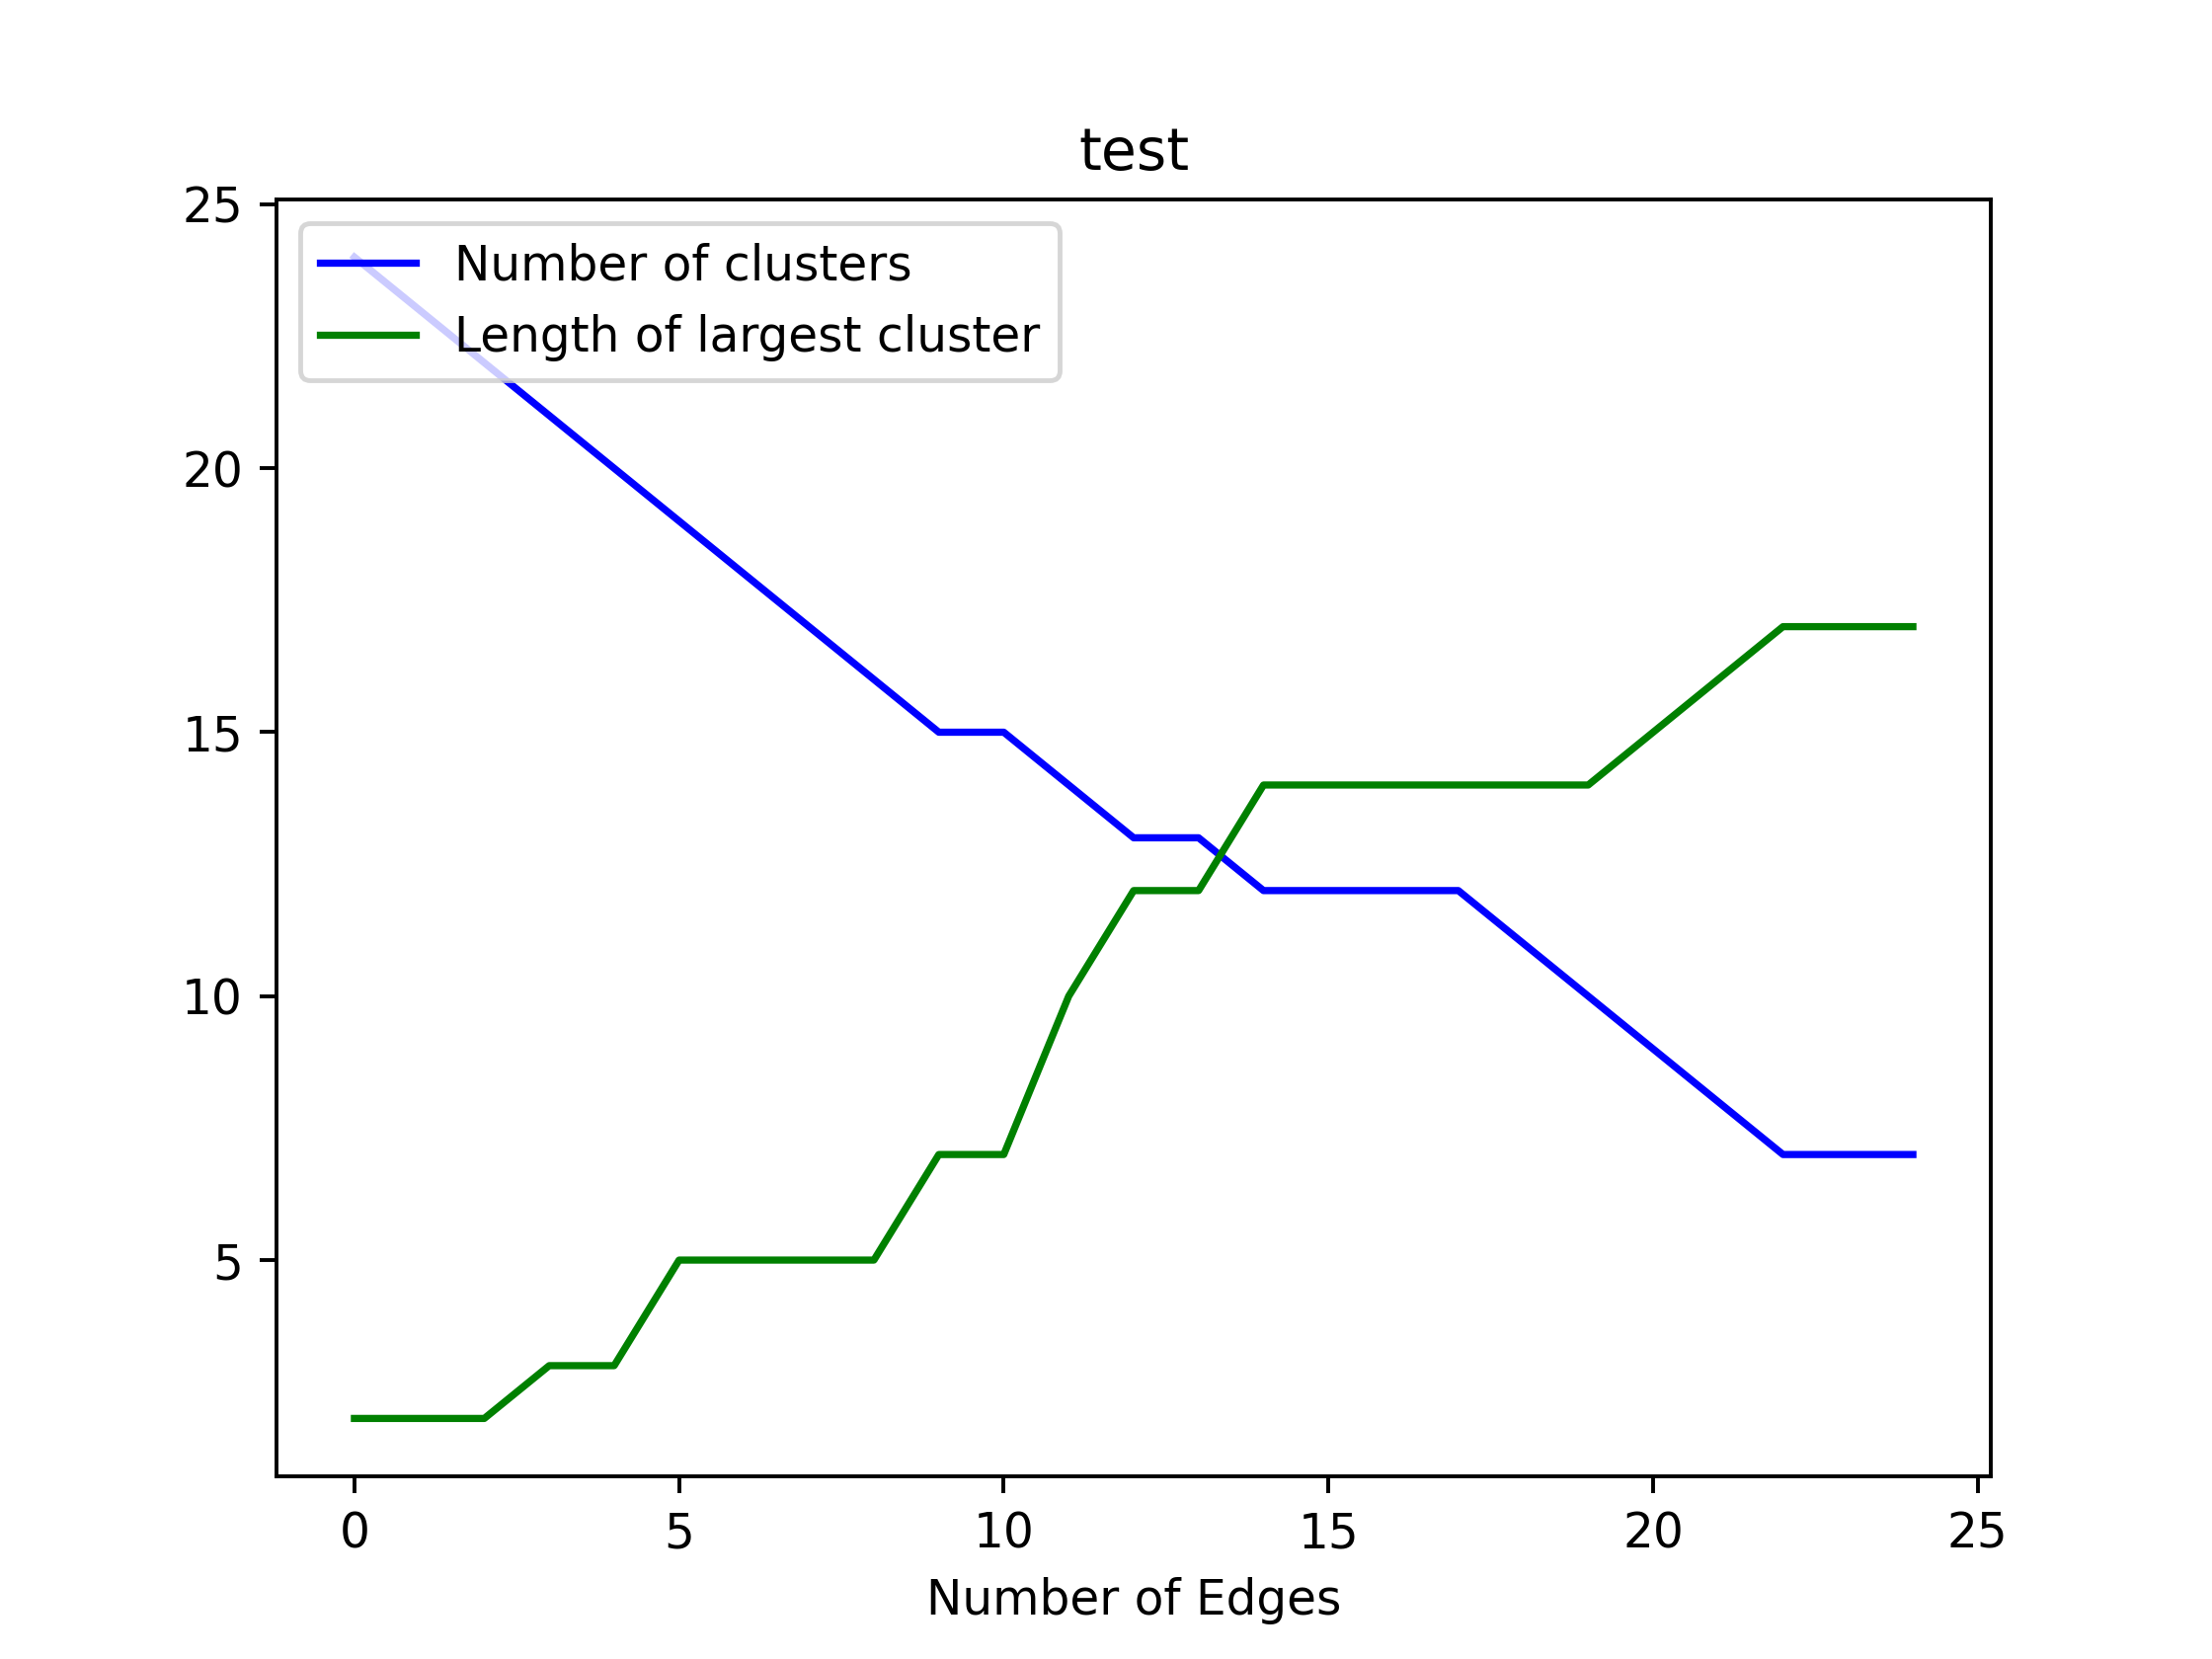 test
25
20
15
10
5
Number of clusters
Length of largest cluster
0 5 10 15 20 25
Number of Edges